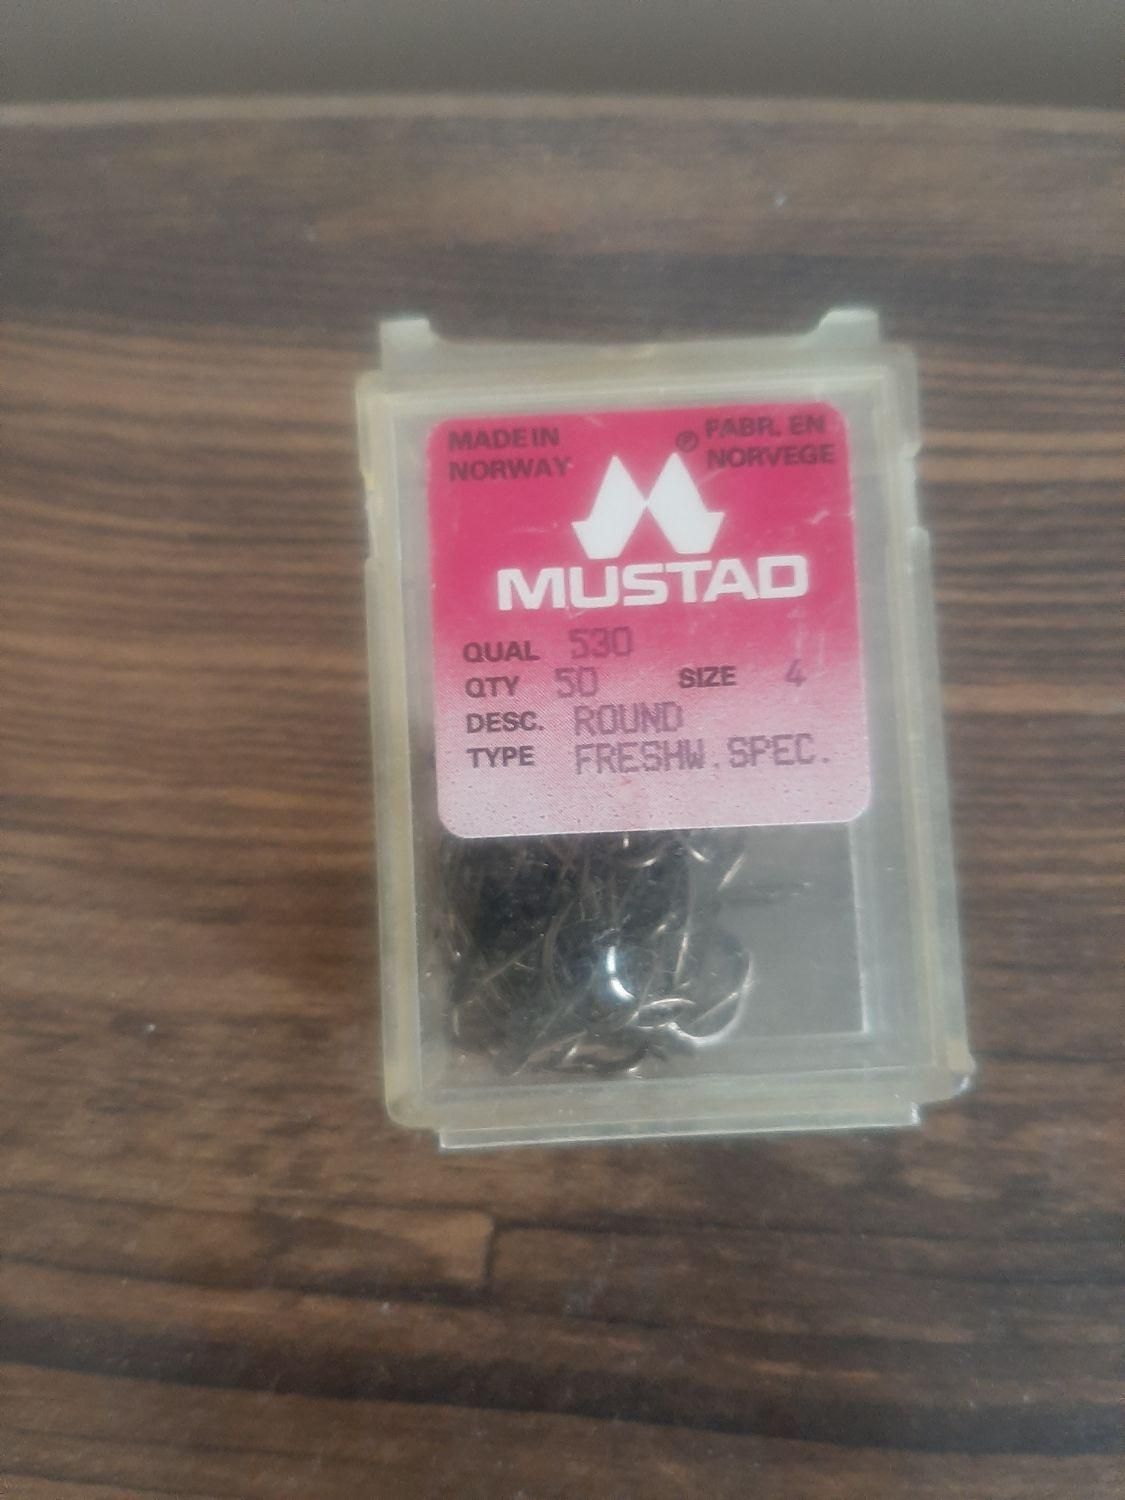 MADE IN
NORWAY
℗ FABR. EN
NORVEGE
MUSTAD
QUAL 530
QTY 50 SIZE 4
DESC. ROUND
TYPE FRESHW. SPEC.